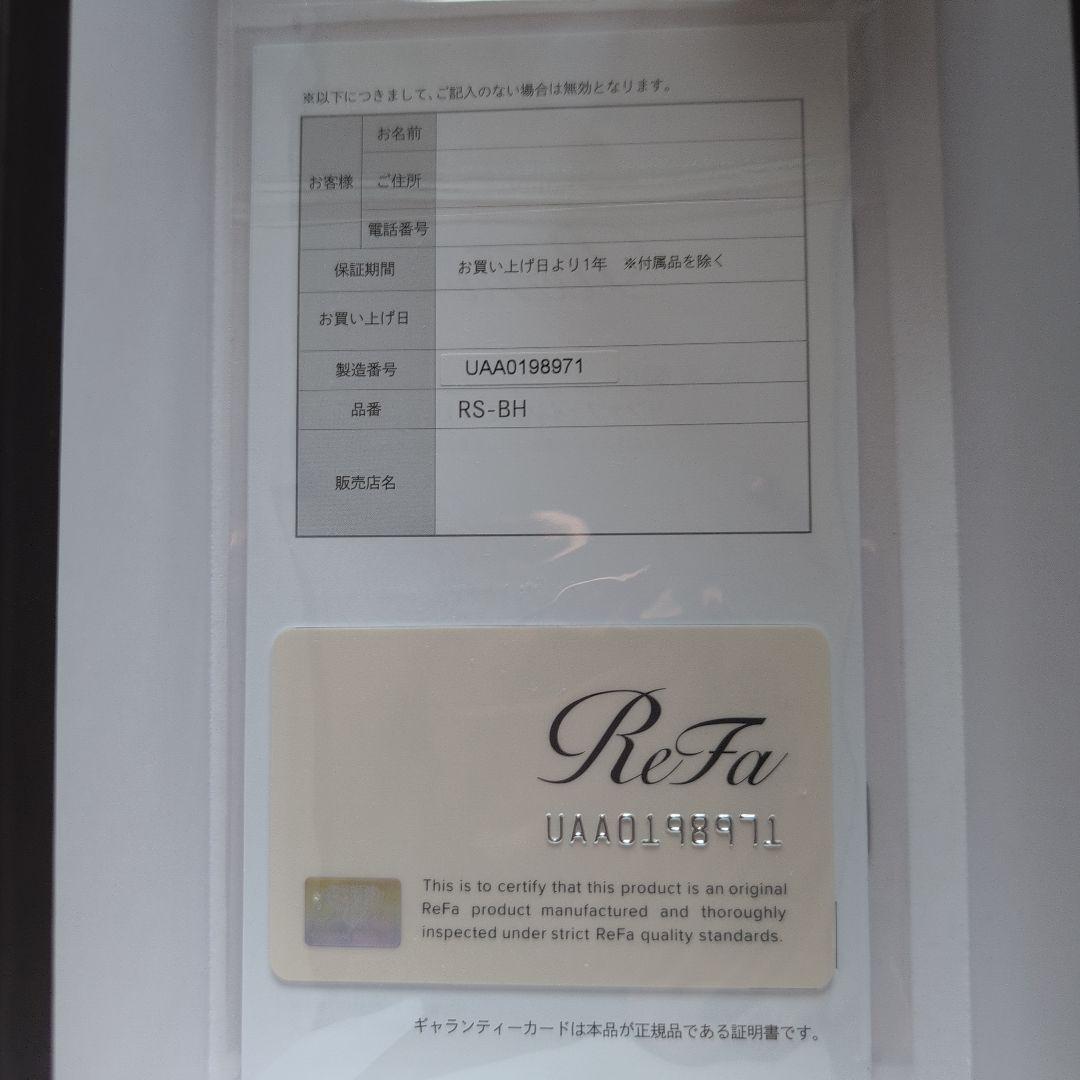 ※以下につきまして、ご記入のない場合は無効となります。
お客様
お名前
ご住所
電話番号
保証期間 お買い上げ日より1年 ※付属品を除く
お買い上げ日
製造番号 UAA0198971
品番 RS-BH
販売店名
ReFa
UAA0198971
This is to certify that this product is an original
ReFa product manufactured and thoroughly
inspected under strict ReFa quality standards.
ギャランティーカードは本品が正規品である証明書です。